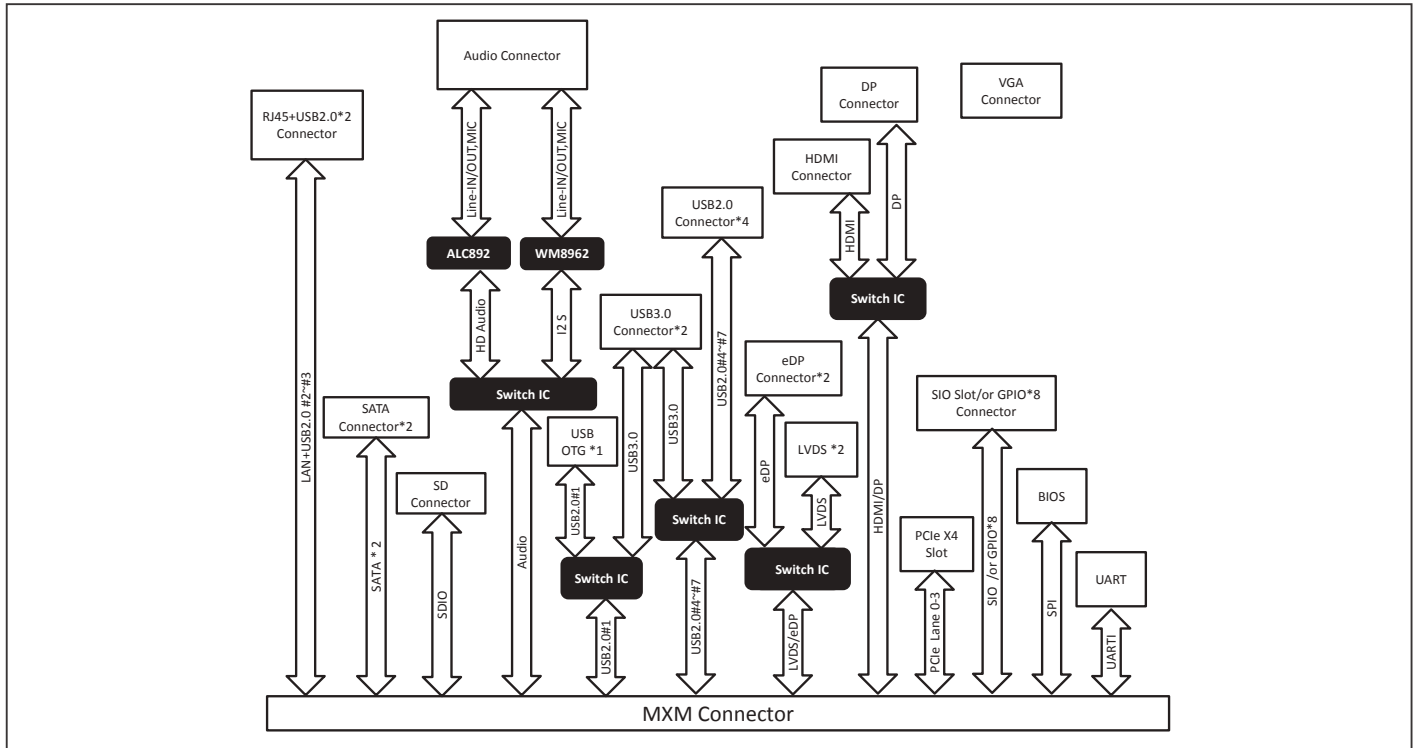 Audio Connector
DP
Connector
VGA
Connector
RJ45+USB2.0*2
Connector
HDMI
Connector
Line-IN/OUT,MIC
Line-IN/OUT,MIC
DP
USB2.0
Connector*4
HDMI
ALC892
WM8962
Switch IC
HD Audio
I2 S
USB3.0
Connector*2
USB2.0#4~#7
eDP
Connector*2
Switch IC
SIO Slot/or GPIO*8
Connector
LAN+USB2.0 #2~#3
SATA
Connector*2
USB
OTG *1
USB3.0
USB3.0
LVDS *2
eDP
SD
Connector
USB2.0#1
Switch IC
LVDS
HDMI/DP
BIOS
SATA * 2
SDIO
Audio
Switch IC
Switch IC
PCIe X4
Slot
SIO /or GPIO*8
UART
USB2.0#1
USB2.0#4~#7
LVDS/eDP
PCIe Lane 0-3
SPI
UARTI
MXM Connector